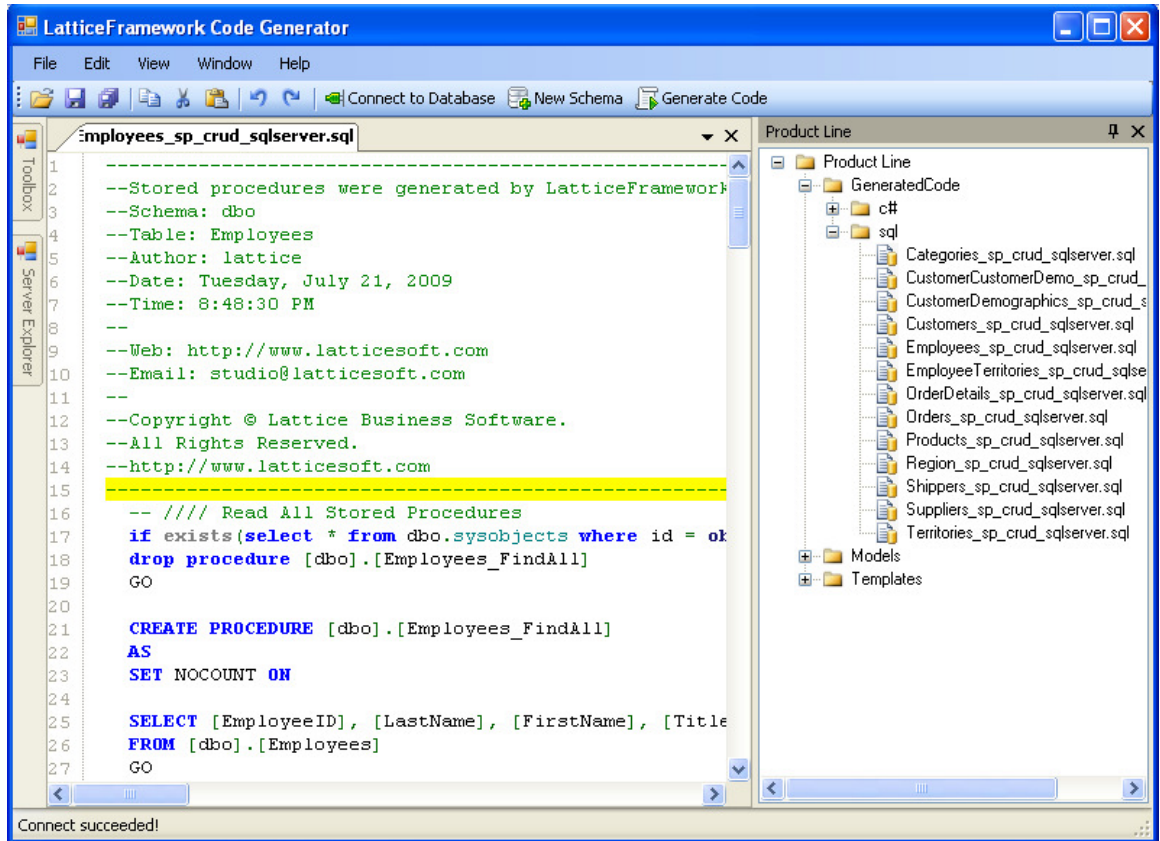 LatticeFramework Code Generator
File Edit View Window Help
Connect to Database New Schema Generate Code
Employees_sp_crud_sqlserver.sql
Toolbox
Server Explorer
1 ----------------------------------------------------------------------
2 --Stored procedures were generated by LatticeFramework
3 --Schema: dbo
4 --Table: Employees
5 --Author: lattice
6 --Date: Tuesday, July 21, 2009
7 --Time: 8:48:30 PM
8 --
9 --Web: http://www.latticesoft.com
10 --Email: studio@latticesoft.com
11 --
12 --Copyright © Lattice Business Software.
13 --All Rights Reserved.
14 --http://www.latticesoft.com
15 ----------------------------------------------------------------------
16 -- //// Read All Stored Procedures
17 if exists(select * from dbo.sysobjects where id = ob
18 drop procedure [dbo].[Employees_FindAll]
19 GO
20
21 CREATE PROCEDURE [dbo].[Employees_FindAll]
22 AS
23 SET NOCOUNT ON
24
25 SELECT [EmployeeID], [LastName], [FirstName], [Title
26 FROM [dbo].[Employees]
27 GO
Product Line
Product Line
GeneratedCode
c#
sql
Categories_sp_crud_sqlserver.sql
CustomerCustomerDemo_sp_crud_
CustomerDemographics_sp_crud_s
Customers_sp_crud_sqlserver.sql
Employees_sp_crud_sqlserver.sql
EmployeeTerritories_sp_crud_sqlse
OrderDetails_sp_crud_sqlserver.sql
Orders_sp_crud_sqlserver.sql
Products_sp_crud_sqlserver.sql
Region_sp_crud_sqlserver.sql
Shippers_sp_crud_sqlserver.sql
Suppliers_sp_crud_sqlserver.sql
Territories_sp_crud_sqlserver.sql
Models
Templates
Connect succeeded!